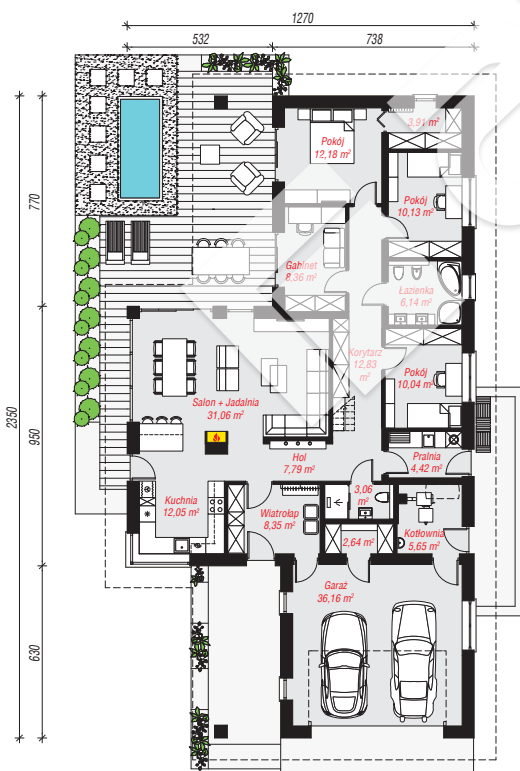 1270
532
738
3,91 m²
Pokój
12,18 m²
Pokój
10,13 m²
770
Gabinet
8,36 m²
Łazienka
6,14 m²
Korytarz
12,83
m²
Pokój
10,04 m²
Salon + Jadalnia
31,06 m²
2350
950
Hol
7,79 m²
Pralnia
4,42 m²
Kuchnia
12,05 m²
3,06
m²
Wiatrołap
8,35 m²
2,64 m²
Kotłownia
5,65 m²
Garaż
36,16 m²
630